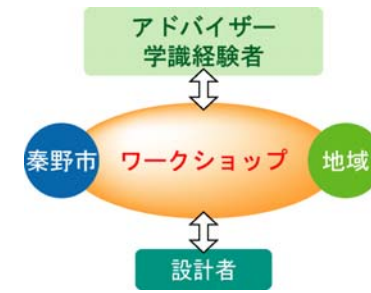 アドバイザー
学識経験者
秦野市
ワークショップ
地域
設計者